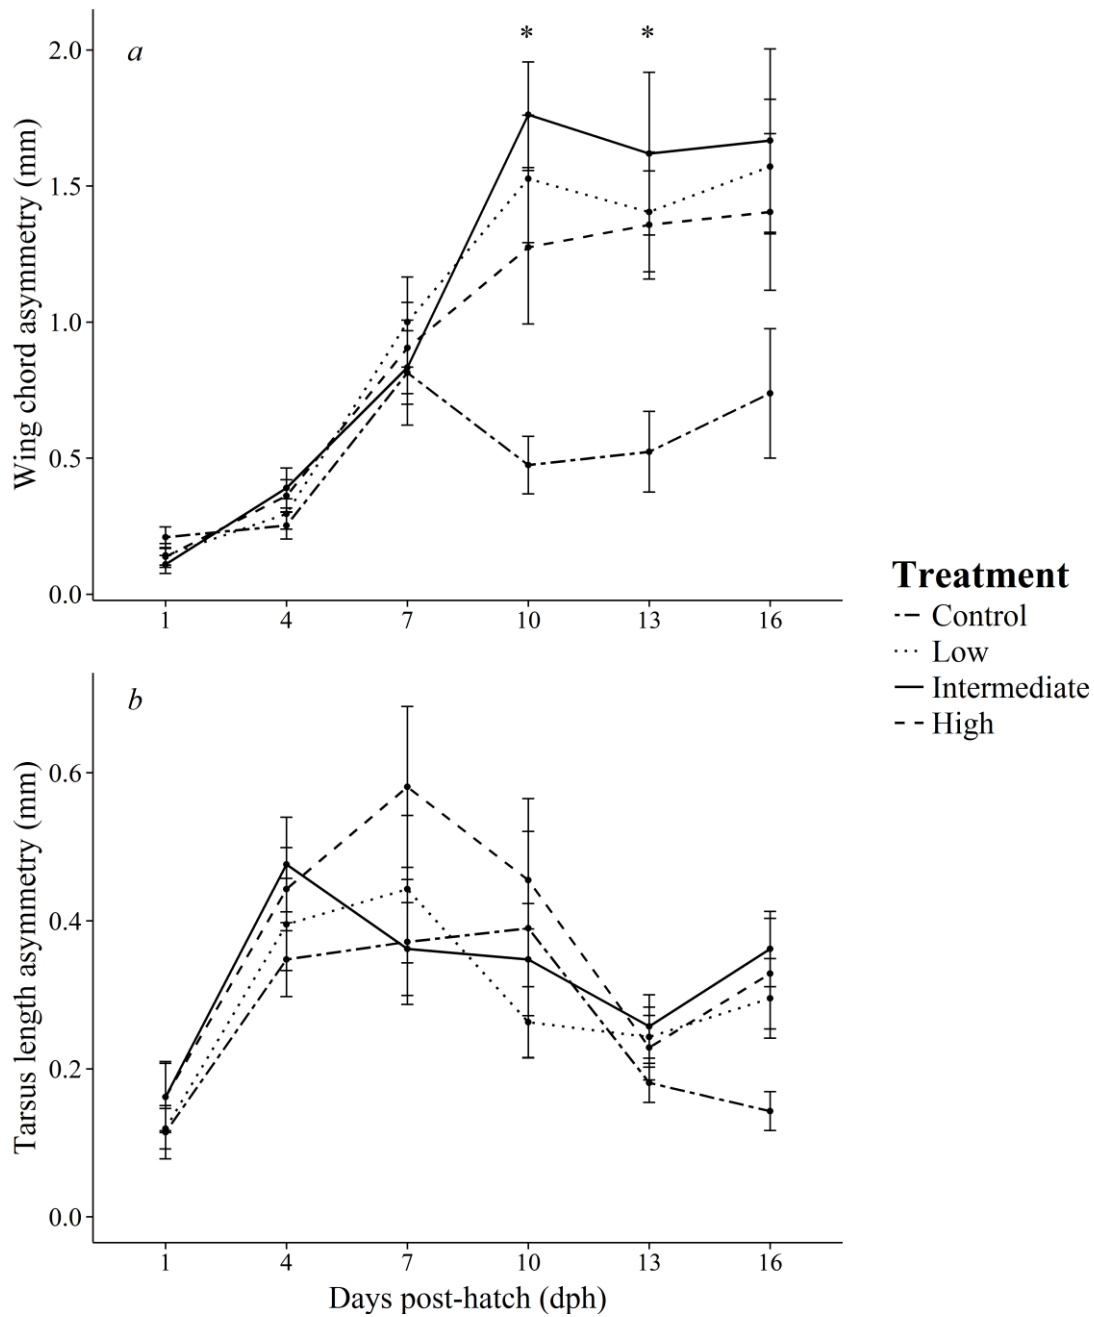 * *
a
2.0
1.5
1.0
0.5
0.0
Wing chord asymmetry (mm)
1 4 7 10 13 16
b
0.6
0.4
0.2
0.0
Tarsus length asymmetry (mm)
1 4 7 10 13 16
Days post-hatch (dph)
Treatment
Control
Low
Intermediate
High